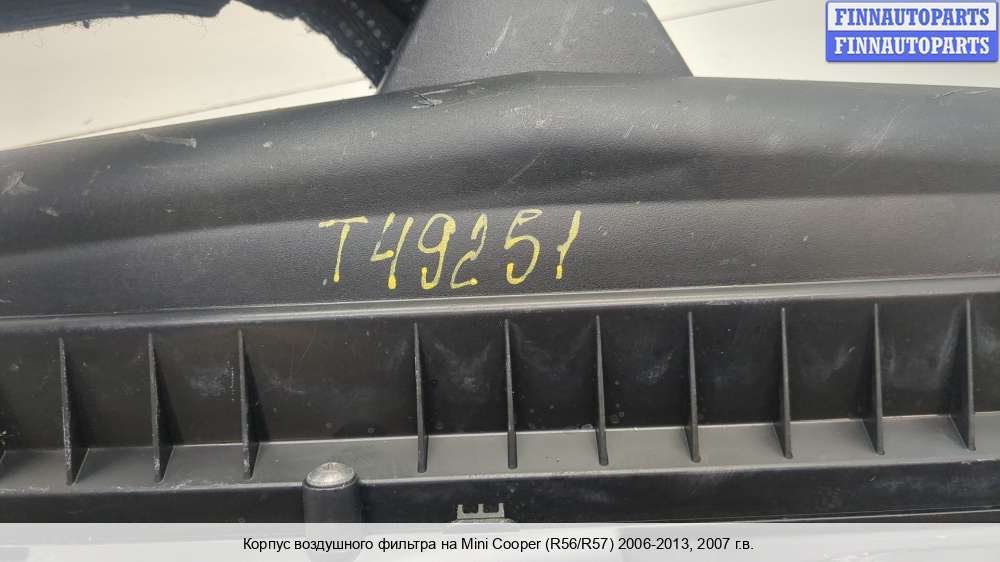 FINNAUTOPARTS
FINNAUTOPARTS
T49251
Корпус воздушного фильтра на Mini Cooper (R56/R57) 2006-2013, 2007 г.в.